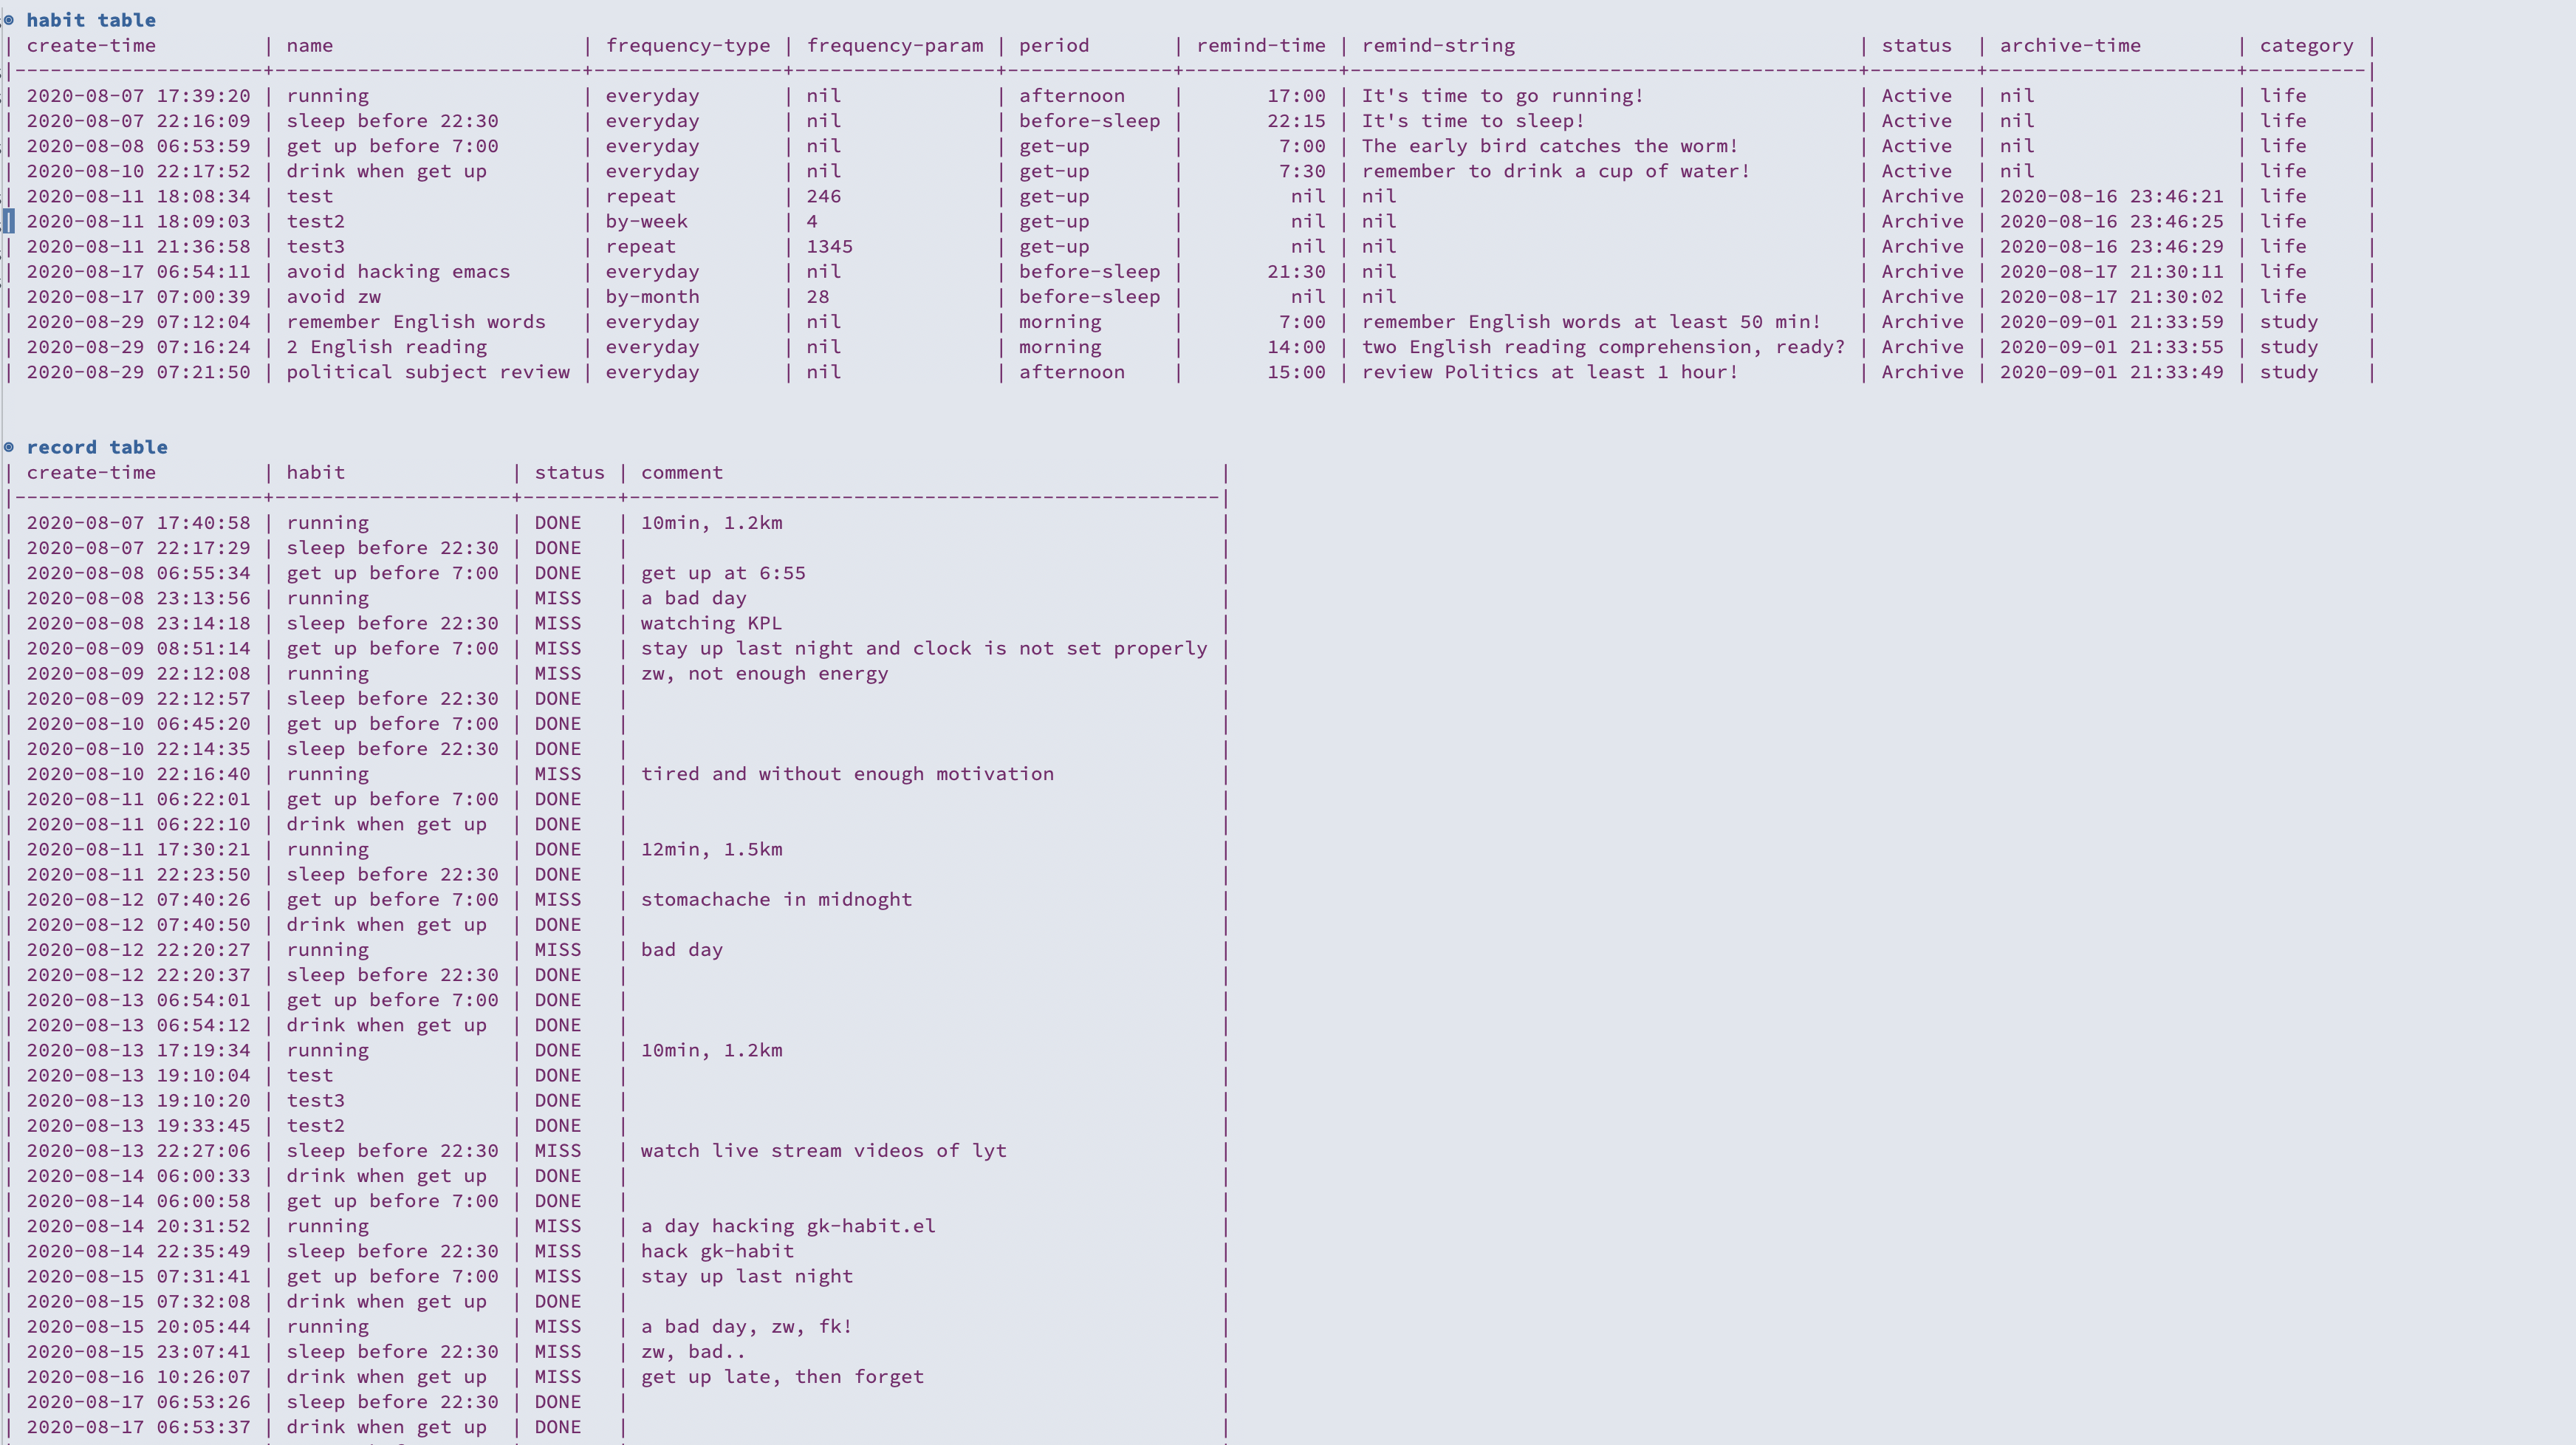 habit table
| create-time | name | frequency-type | frequency-param | period | remind-time | remind-string | status | archive-time | category |
| 2020-08-07 17:39:20 | running | everyday | nil | afternoon | 17:00 | It's time to go running! | Active | nil | life |
| 2020-08-07 22:16:09 | sleep before 22:30 | everyday | nil | before-sleep | 22:15 | It's time to sleep! | Active | nil | life |
| 2020-08-08 06:53:59 | get up before 7:00 | everyday | nil | get-up | 7:00 | The early bird catches the worm! | Active | nil | life |
| 2020-08-10 22:17:52 | drink when get up | everyday | nil | get-up | 7:30 | remember to drink a cup of water! | Active | nil | life |
| 2020-08-11 18:08:34 | test | repeat | 246 | get-up | nil | nil | Archive | 2020-08-16 23:46:21 | life |
| 2020-08-11 18:09:03 | test2 | by-week | 4 | get-up | nil | nil | Archive | 2020-08-16 23:46:25 | life |
| 2020-08-11 21:36:58 | test3 | repeat | 1345 | get-up | nil | nil | Archive | 2020-08-16 23:46:29 | life |
| 2020-08-17 06:54:11 | avoid hacking emacs | everyday | nil | before-sleep | 21:30 | nil | Archive | 2020-08-17 21:30:11 | life |
| 2020-08-17 07:00:39 | avoid zw | by-month | 28 | before-sleep | nil | nil | Archive | 2020-08-17 21:30:02 | life |
| 2020-08-29 07:12:04 | remember English words | everyday | nil | morning | 7:00 | remember English words at least 50 min! | Archive | 2020-09-01 21:33:59 | study |
| 2020-08-29 07:16:24 | 2 English reading | everyday | nil | morning | 14:00 | two English reading comprehension, ready? | Archive | 2020-09-01 21:33:55 | study |
| 2020-08-29 07:21:50 | political subject review | everyday | nil | afternoon | 15:00 | review Politics at least 1 hour! | Archive | 2020-09-01 21:33:49 | study |
record table
| create-time | habit | status | comment |
| 2020-08-07 17:40:58 | running | DONE | 10min, 1.2km |
| 2020-08-07 22:17:29 | sleep before 22:30 | DONE | |
| 2020-08-08 06:55:34 | get up before 7:00 | DONE | get up at 6:55 |
| 2020-08-08 23:13:56 | running | MISS | a bad day |
| 2020-08-08 23:14:18 | sleep before 22:30 | MISS | watching KPL |
| 2020-08-09 08:51:14 | get up before 7:00 | MISS | stay up last night and clock is not set properly |
| 2020-08-09 22:12:08 | running | MISS | zw, not enough energy |
| 2020-08-09 22:12:57 | sleep before 22:30 | DONE | |
| 2020-08-10 06:45:20 | get up before 7:00 | DONE | |
| 2020-08-10 22:14:35 | sleep before 22:30 | DONE | |
| 2020-08-10 22:16:40 | running | MISS | tired and without enough motivation |
| 2020-08-11 06:22:01 | get up before 7:00 | DONE | |
| 2020-08-11 06:22:10 | drink when get up | DONE | |
| 2020-08-11 17:30:21 | running | DONE | 12min, 1.5km |
| 2020-08-11 22:23:50 | sleep before 22:30 | DONE | |
| 2020-08-12 07:40:26 | get up before 7:00 | MISS | stomachache in midnoght |
| 2020-08-12 07:40:50 | drink when get up | DONE | |
| 2020-08-12 22:20:27 | running | MISS | bad day |
| 2020-08-12 22:20:37 | sleep before 22:30 | DONE | |
| 2020-08-13 06:54:01 | get up before 7:00 | DONE | |
| 2020-08-13 06:54:12 | drink when get up | DONE | |
| 2020-08-13 17:19:34 | running | DONE | 10min, 1.2km |
| 2020-08-13 19:10:04 | test | DONE | |
| 2020-08-13 19:10:20 | test3 | DONE | |
| 2020-08-13 19:33:45 | test2 | DONE | |
| 2020-08-13 22:27:06 | sleep before 22:30 | MISS | watch live stream videos of lyt |
| 2020-08-14 06:00:33 | drink when get up | DONE | |
| 2020-08-14 06:00:58 | get up before 7:00 | DONE | |
| 2020-08-14 20:31:52 | running | MISS | a day hacking gk-habit.el |
| 2020-08-14 22:35:49 | sleep before 22:30 | MISS | hack gk-habit |
| 2020-08-15 07:31:41 | get up before 7:00 | MISS | stay up last night |
| 2020-08-15 07:32:08 | drink when get up | DONE | |
| 2020-08-15 20:05:44 | running | MISS | a bad day, zw, fk! |
| 2020-08-15 23:07:41 | sleep before 22:30 | MISS | zw, bad.. |
| 2020-08-16 10:26:07 | drink when get up | MISS | get up late, then forget |
| 2020-08-17 06:53:26 | sleep before 22:30 | DONE | |
| 2020-08-17 06:53:37 | drink when get up | DONE | |